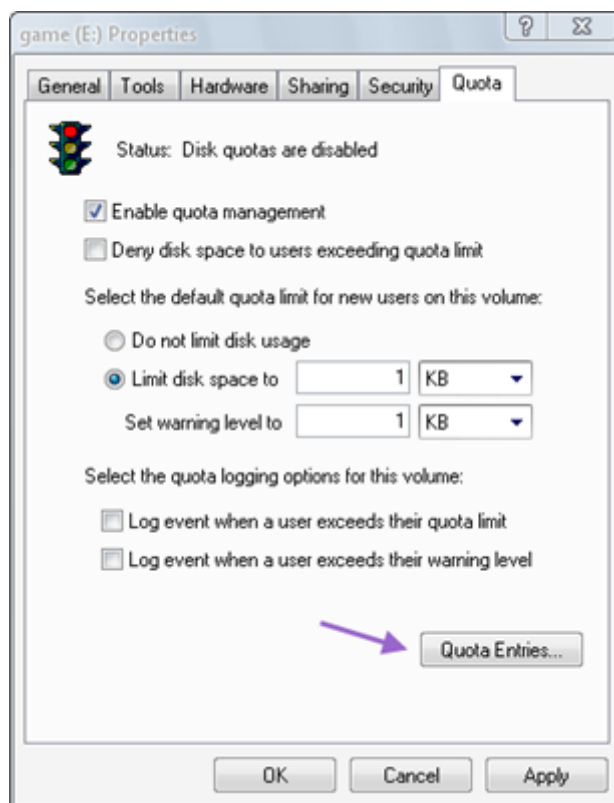 game (E:) Properties
General Tools Hardware Sharing Security Quota
Status: Disk quotas are disabled
Enable quota management
Deny disk space to users exceeding quota limit
Select the default quota limit for new users on this volume:
Do not limit disk usage
Limit disk space to 1 KB
Set warning level to 1 KB
Select the quota logging options for this volume:
Log event when a user exceeds their quota limit
Log event when a user exceeds their warning level
Quota Entries...
OK Cancel Apply